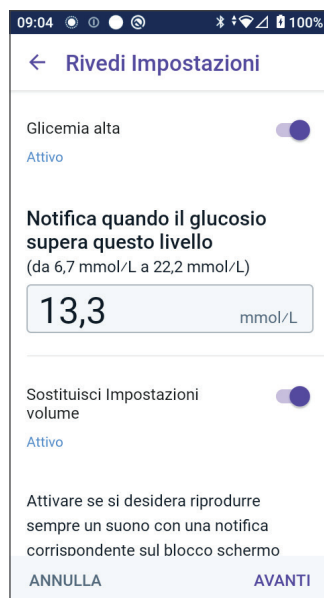 09:04 100%
Rivedi Impostazioni
Glicemia alta
Attivo
Notifica quando il glucosio
supera questo livello
(da 6,7 mmol/L a 22,2 mmol/L)
13,3 mmol/L
Sostituisci Impostazioni
volume
Attivo
Attivare se si desidera riprodurre
sempre un suono con una notifica
corrispondente sul blocco schermo
ANNULLA AVANTI